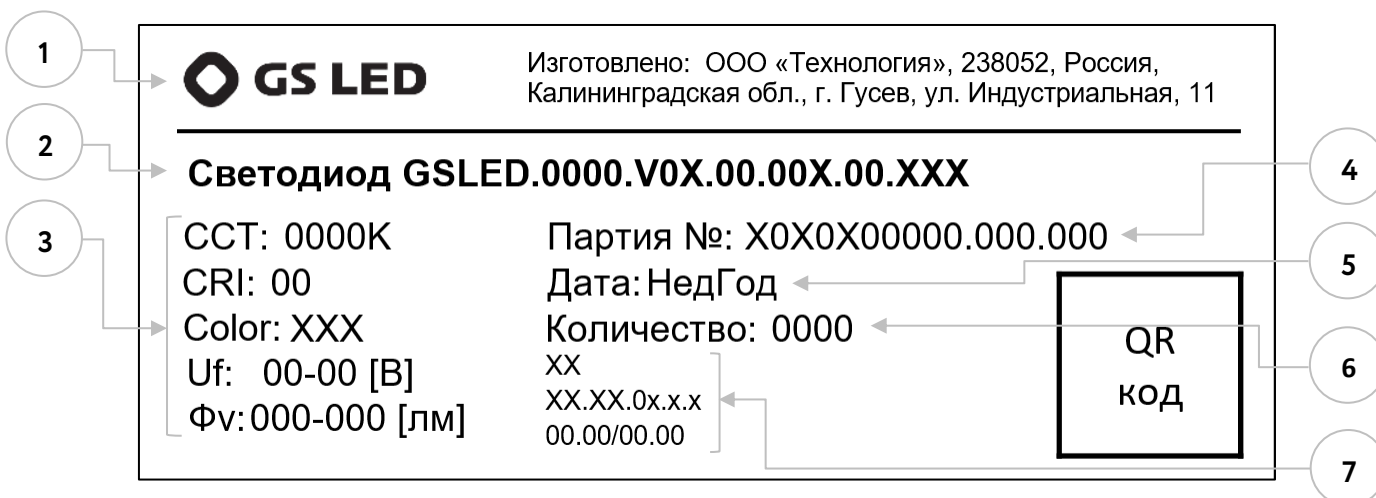 1
GS LED
Изготовлено: ООО «Технология», 238052, Россия,
Калининградская обл., г. Гусев, ул. Индустриальная, 11
2
Светодиод GSLED.0000.V0X.00.00X.00.XXX
4
3
CCT: 0000K
CRI: 00
Color: XXX
Uf: 00-00 [В]
Фv: 000-000 [лм]
Партия №: X0X0X00000.000.000
Дата: НедГод
Количество: 0000
XX
XX.XX.0x.x.x
00.00/00.00
QR
код
5
6
7